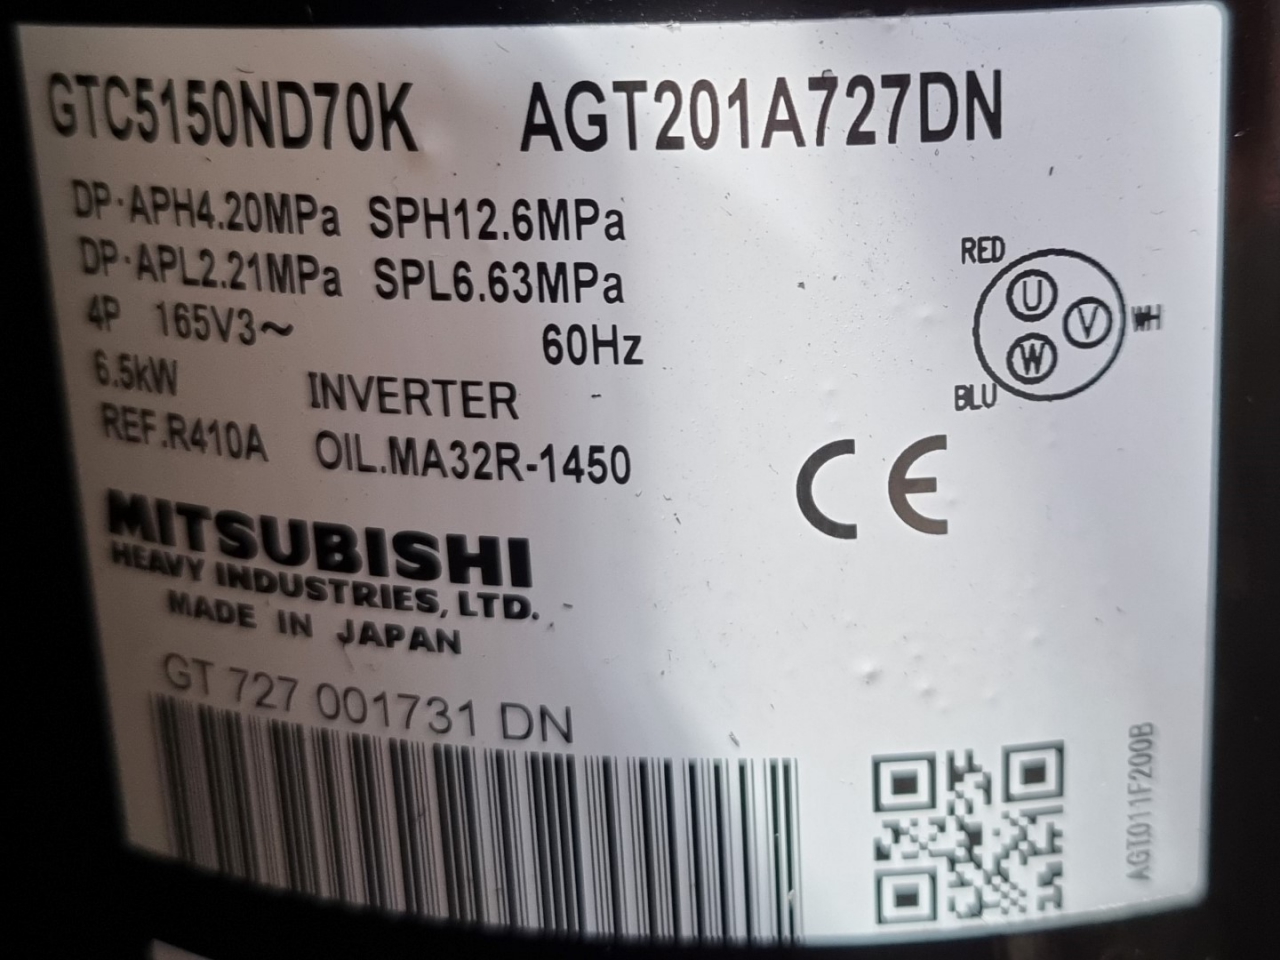 GTC5150ND70K AGT201A727DN
DP·APH4.20MPa SPH12.6MPa
DP·APL2.21MPa SPL6.63MPa
4P 165V3~ 60Hz
6.5kW INVERTER
REF.R410A OIL.MA32R-1450
RED
U
V
WH
W
BLU
CE
MITSUBISHI
HEAVY INDUSTRIES, LTD.
MADE IN JAPAN
GT 727 001731 DN
AGT011F200B